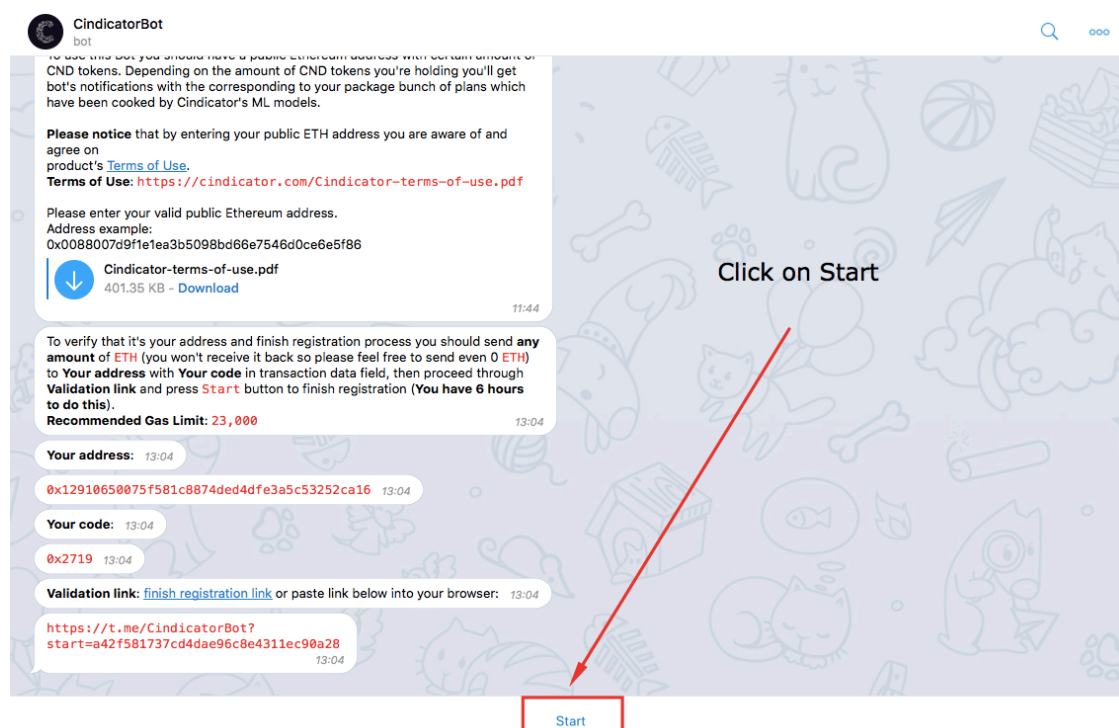 CindicatorBot
bot
To use this Bot you should have a public Ethereum address with certain amount of
CND tokens. Depending on the amount of CND tokens you're holding you'll get
bot's notifications with the corresponding to your package bunch of plans which
have been cooked by Cindicator's ML models.
Please notice that by entering your public ETH address you are aware of and
agree on
product's Terms of Use.
Terms of Use: https://cindicator.com/Cindicator-terms-of-use.pdf
Please enter your valid public Ethereum address.
Address example:
0x0088007d9f1e1ea3b5098bd66e7546d0ce6e5f86
Cindicator-terms-of-use.pdf
401.35 KB - Download
11:44
To verify that it's your address and finish registration process you should send any
amount of ETH (you won't receive it back so please feel free to send even 0 ETH)
to Your address with Your code in transaction data field, then proceed through
Validation link and press Start button to finish registration (You have 6 hours
to do this).
Recommended Gas Limit: 23,000
13:04
Your address: 13:04
0x12910650075f581c8874ded4dfe3a5c53252ca16 13:04
Your code: 13:04
0x2719 13:04
Validation link: finish registration link or paste link below into your browser: 13:04
https://t.me/CindicatorBot?
start=a42f581737cd4dae96c8e4311ec90a28
13:04
Click on Start
Start